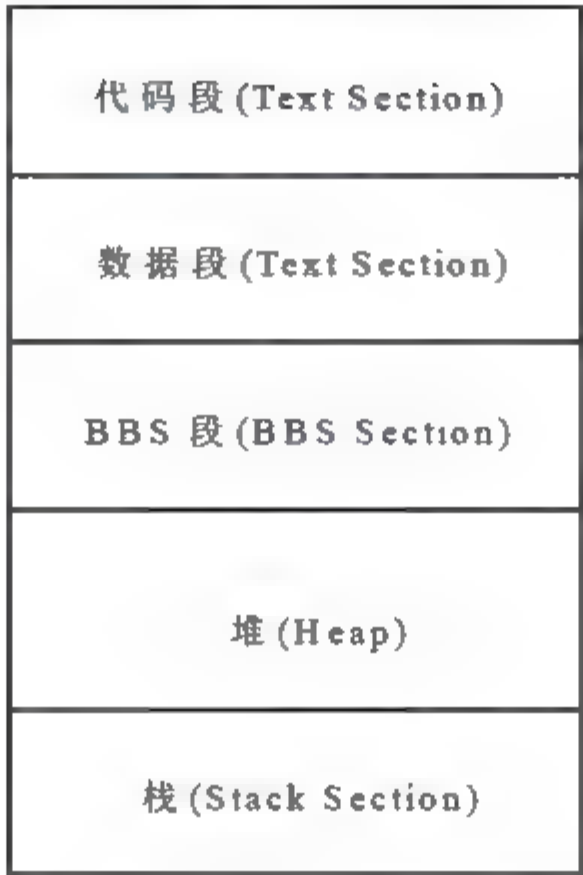 代码段(Text Section)
数据段(Text Section)
BBS 段(BBS Section)
堆(Heap)
栈(Stack Section)